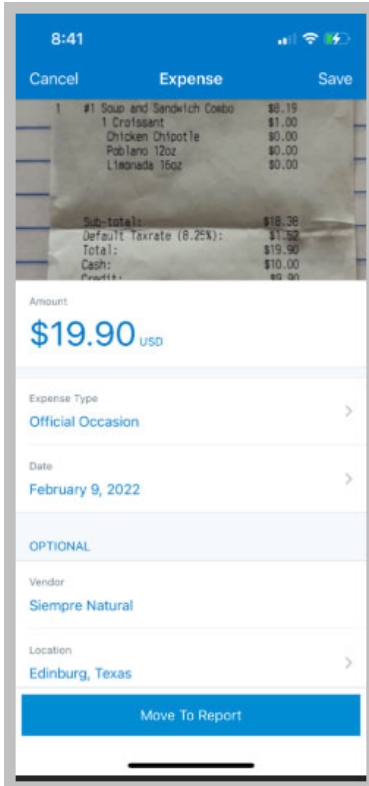 8:41
Cancel Expense Save
1 #1 Soup and Sandwich Combo $8.19
1 Croissant $1.00
Chicken Chipotle $0.00
Poblano 12oz $0.00
Limonada 16oz $0.00
Sub-total: $18.38
Default Taxrate (8.25%): $1.52
Total: $19.90
Cash: $10.00
Credit: $9.90
Amount
$19.90 USD
Expense Type
Official Occasion
Date
February 9, 2022
OPTIONAL
Vendor
Siempre Natural
Location
Edinburg, Texas
Move To Report